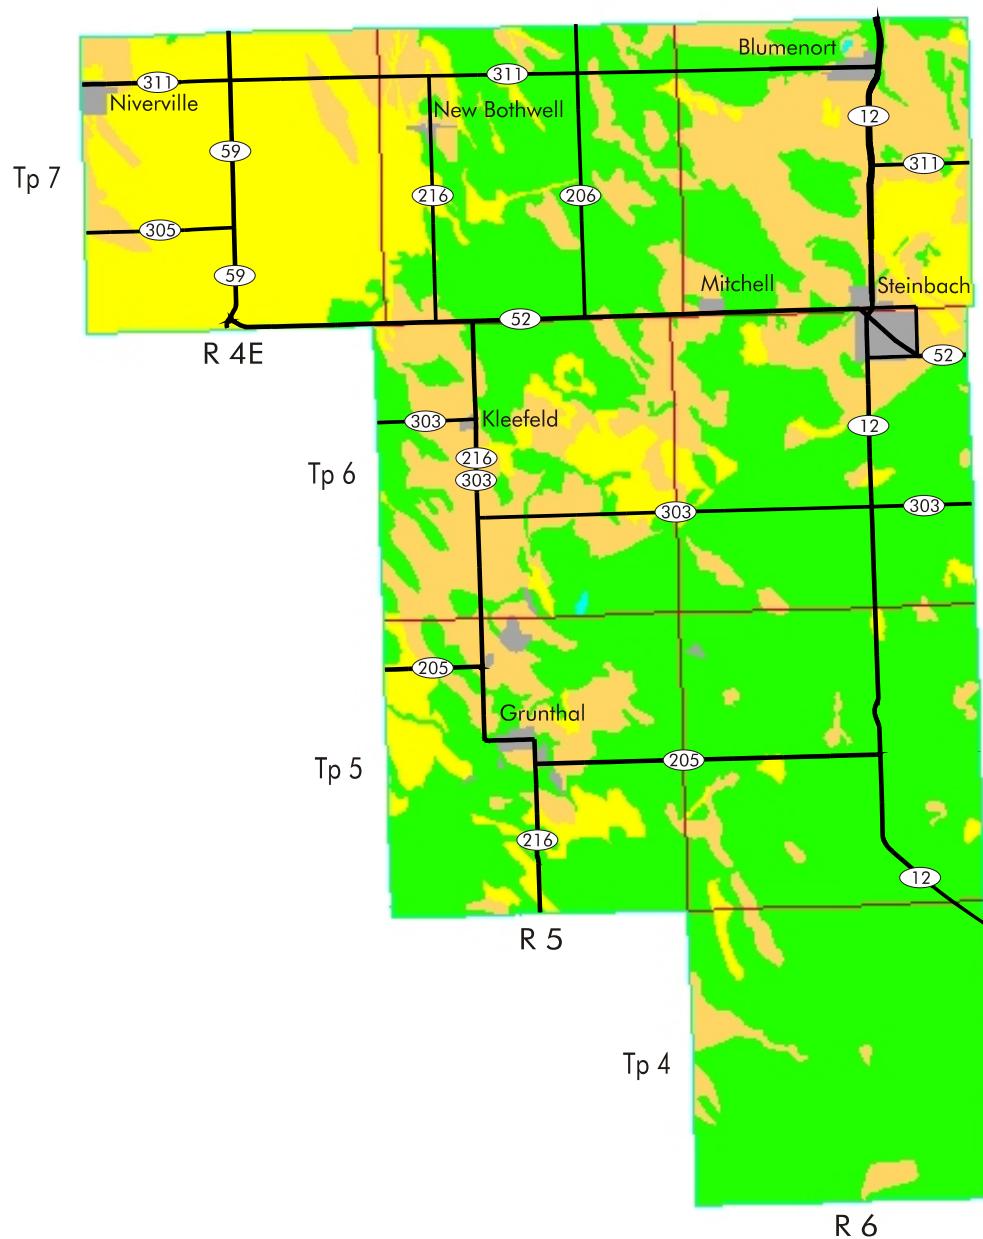 Blumenort
311
311
Niverville
New Bothwell
12
59
311
Tp 7
216
206
305
59
Mitchell
Steinbach
52
R 4E
52
303
Kleefeld
12
216
Tp 6
303
303
303
205
Grunthal
205
Tp 5
216
12
R 5
Tp 4
R 6